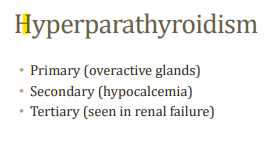 Hyperparathyroidism
• Primary (overactive glands)
• Secondary (hypocalcemia)
• Tertiary (seen in renal failure)